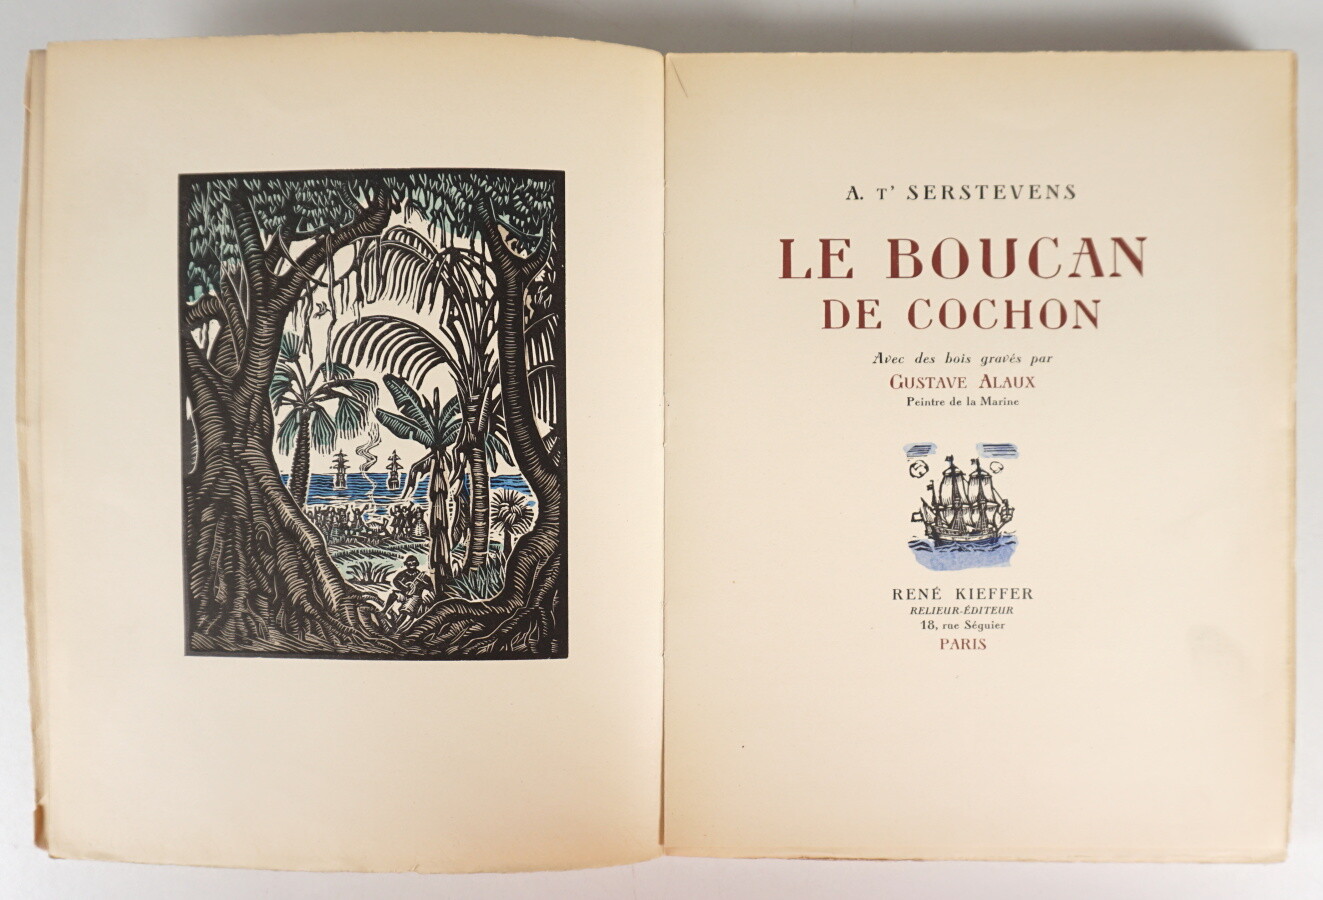 A. T' SERSTEVENS
LE BOUCAN
DE COCHON
Avec des bois gravés par
GUSTAVE ALAUX
Peintre de la Marine
RENÉ KIEFFER
RELIEUR-ÉDITEUR
18, rue Séguier
PARIS